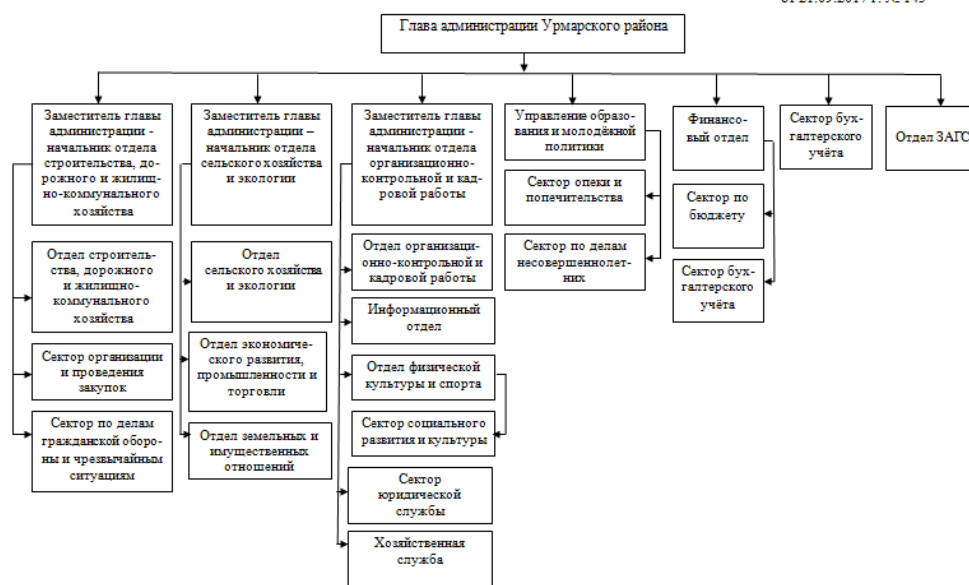 от 21.09.2017 г. № 145
Глава администрации Урмарского района
Заместитель главы
администрации -
начальник отдела
строительства, до-
рожного и жилищ-
но-коммунального
хозяйства
Заместитель главы
администрации –
начальник отдела
сельского хозяйства
и экологии
Заместитель главы
администрации -
начальник отдела
организационно-
контрольной и кад-
ровой работы
Управление образо-
вания и молодёжной
политики
Финансо-
вый отдел
Сектор бух-
галтерского
учёта
Отдел ЗАГС
Сектор опеки и
попечительства
Сектор по
бюджету
Отдел строитель-
ства, дорожного
и жилищно-
коммунального
хозяйства
Отдел
сельского хозяйства
и экологии
Отдел организаци-
онно-контрольной и
кадровой работы
Сектор по делам
несовершеннолет-
них
Сектор бух-
галтерского
учёта
Информационный
отдел
Сектор организации
и проведения
закупок
Отдел экономиче-
ского развития,
промышленности и
торговли
Отдел физической
культуры и спорта
Сектор по делам
гражданской оборо-
ны и чрезвычайным
ситуациям
Отдел земельных и
имущественных
отношений
Сектор социального
развития и культуры
Сектор
юридической
службы
Хозяйственная
служба